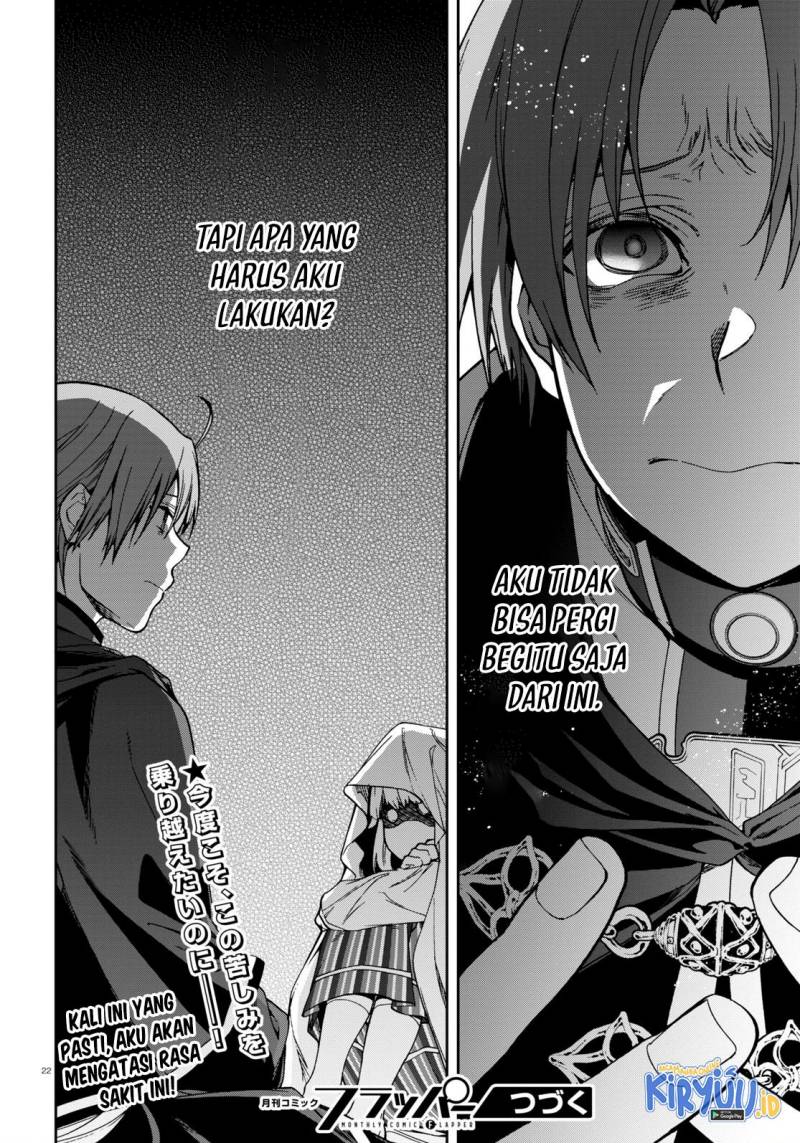 AKU TIDAK
BISA PERGI
BEGITU SAJA
DARI INI.
TAPI APA YANG
HARUS AKU
LAKUKAN?
★今度こそ、この苦しみを
乗り越えたいのに――!
KALI INI YANG
PASTI, AKU AKAN
MENGATASI RASA
SAKIT INI!
22
月刊コミック フラッパー つづく
MONTHLY COMIC FLAPPER
KIRYUU.id
Google Play